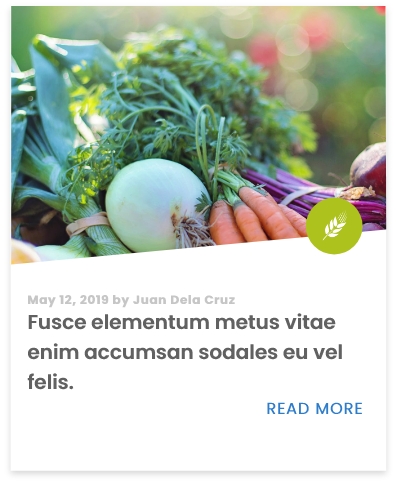 May 12, 2019 by Juan Dela Cruz
Fusce elementum metus vitae
enim accumsan sodales eu vel
felis.
READ MORE